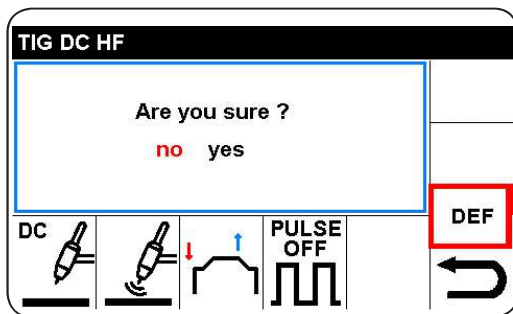 TIG DC HF
Are you sure ?
no yes
DEF
DC
PULSE
OFF